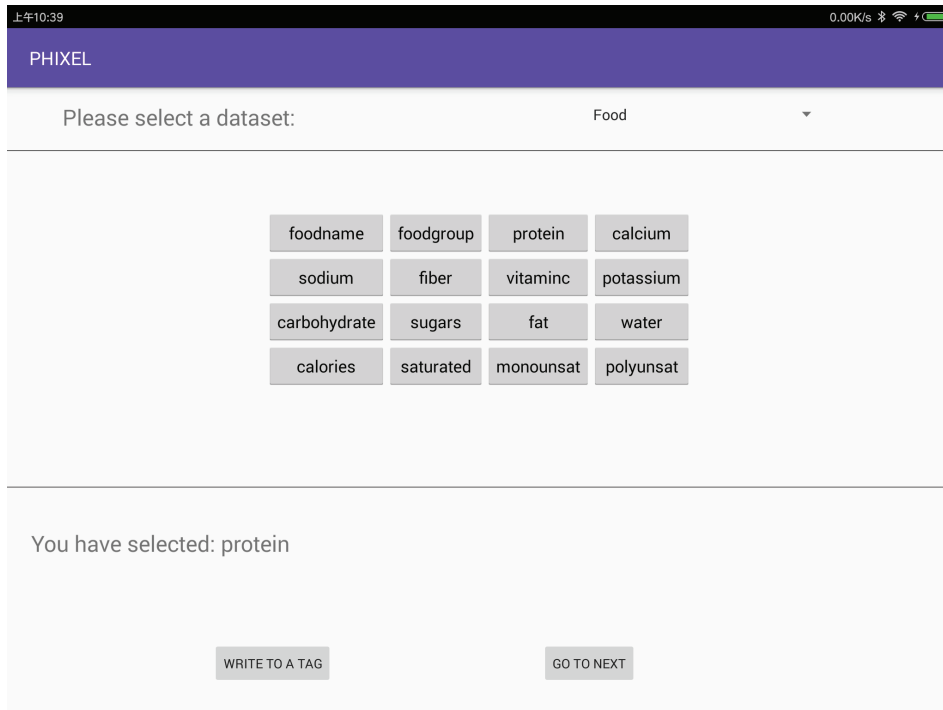 上午10:39 0.00K/s
PHIXEL
Please select a dataset: Food
foodname foodgroup protein calcium
sodium fiber vitaminc potassium
carbohydrate sugars fat water
calories saturated monounsat polyunsat
You have selected: protein
WRITE TO A TAG GO TO NEXT